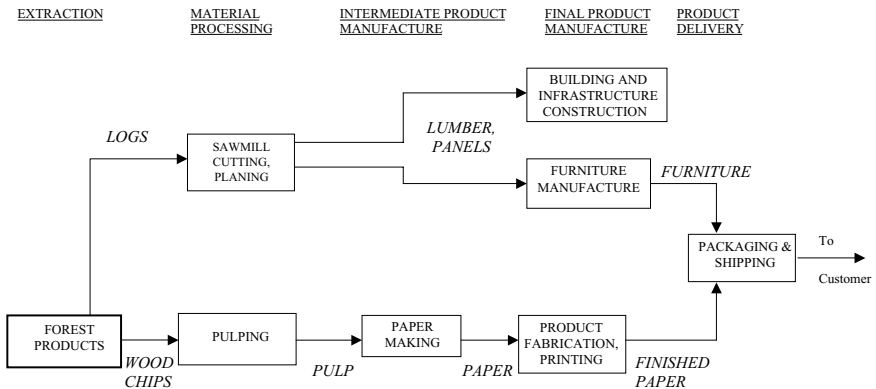 EXTRACTION
MATERIAL
PROCESSING
INTERMEDIATE PRODUCT
MANUFACTURE
FINAL PRODUCT
MANUFACTURE
PRODUCT
DELIVERY
BUILDING AND
INFRASTRUCTURE
CONSTRUCTION
LOGS
SAWMILL
CUTTING,
PLANING
LUMBER,
PANELS
FURNITURE
MANUFACTURE
FURNITURE
PACKAGING &
SHIPPING
To
Customer
FOREST
PRODUCTS
WOOD
CHIPS
PULPING
PULP
PAPER
MAKING
PAPER
PRODUCT
FABRICATION,
PRINTING
FINISHED
PAPER